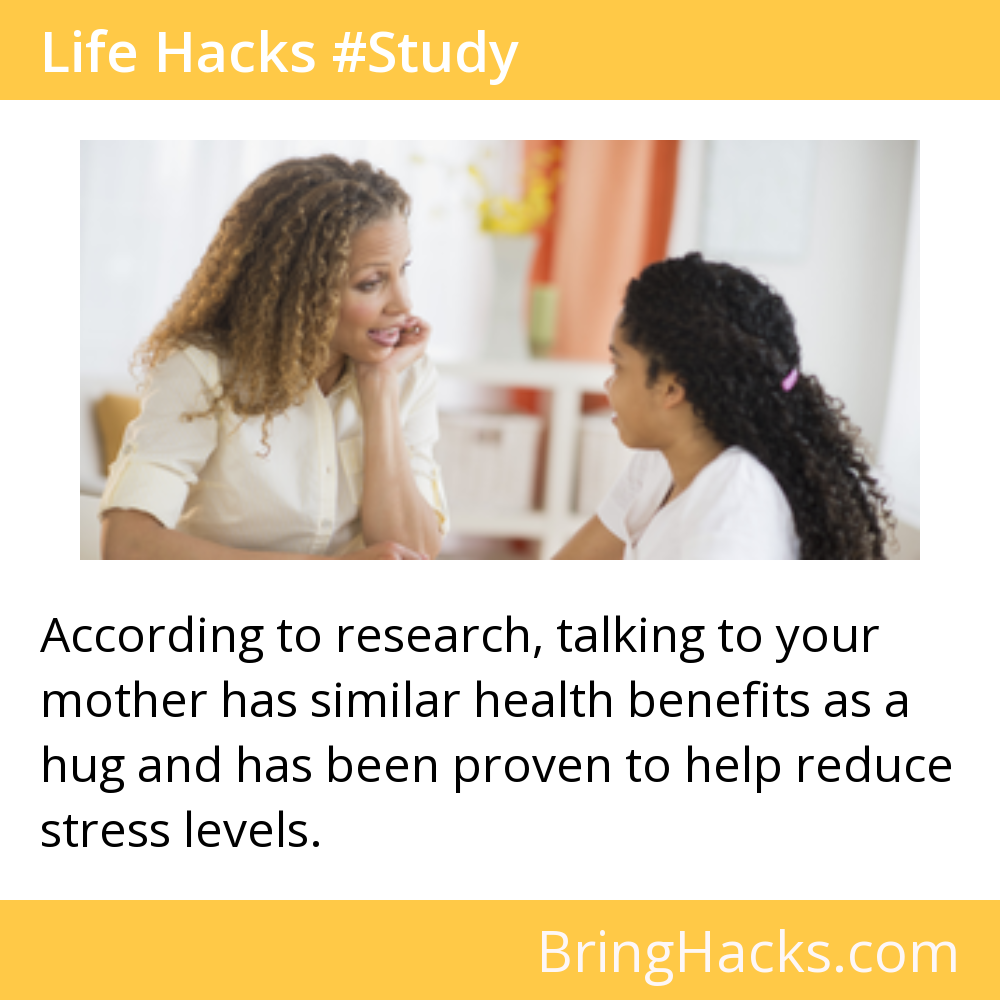 Life Hacks #Study
According to research, talking to your
mother has similar health benefits as a
hug and has been proven to help reduce
stress levels.
BringHacks.com